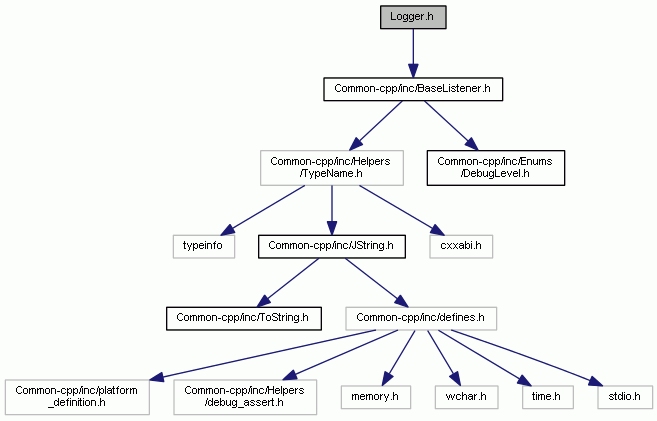 Logger.h
Common-cpp/inc/BaseListener.h
Common-cpp/inc/Helpers
/TypeName.h
Common-cpp/inc/Enums
/DebugLevel.h
typeinfo
Common-cpp/inc/JString.h
cxxabi.h
Common-cpp/inc/ToString.h
Common-cpp/inc/defines.h
Common-cpp/inc/platform
_definition.h
Common-cpp/inc/Helpers
/debug_assert.h
memory.h
wchar.h
time.h
stdio.h